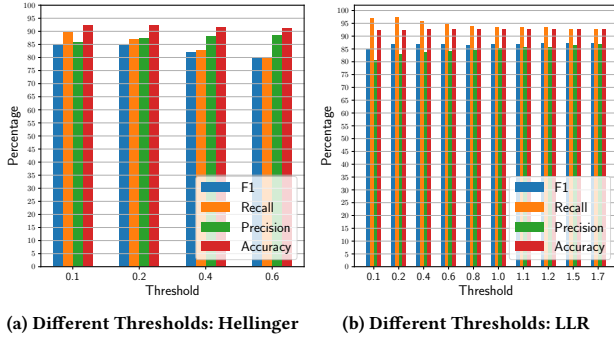 100
95
90
85
80
75
70
65
60
55
50
45
40
35
30
25
20
15
10
5
0
Percentage
F1
Recall
Precision
Accuracy
0.1 0.2 0.4 0.6
Threshold
(a) Different Thresholds: Hellinger
100
95
90
85
80
75
70
65
60
55
50
45
40
35
30
25
20
15
10
5
0
Percentage
F1
Recall
Precision
Accuracy
0.1 0.2 0.4 0.6 0.8 1.0 1.1 1.2 1.5 1.7
Threshold
(b) Different Thresholds: LLR